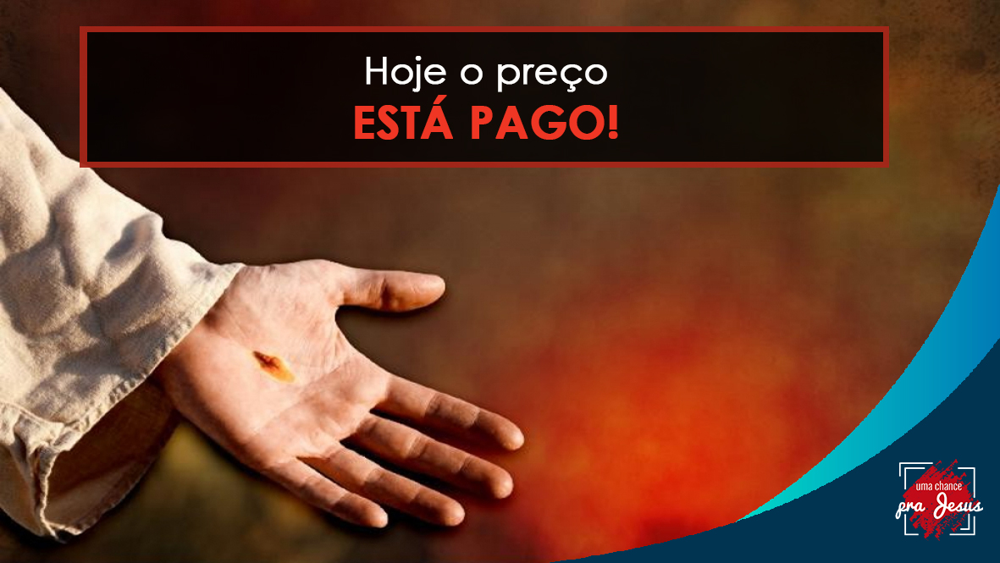 Hoje o preço
ESTÁ PAGO!
uma chance
pra Jesus